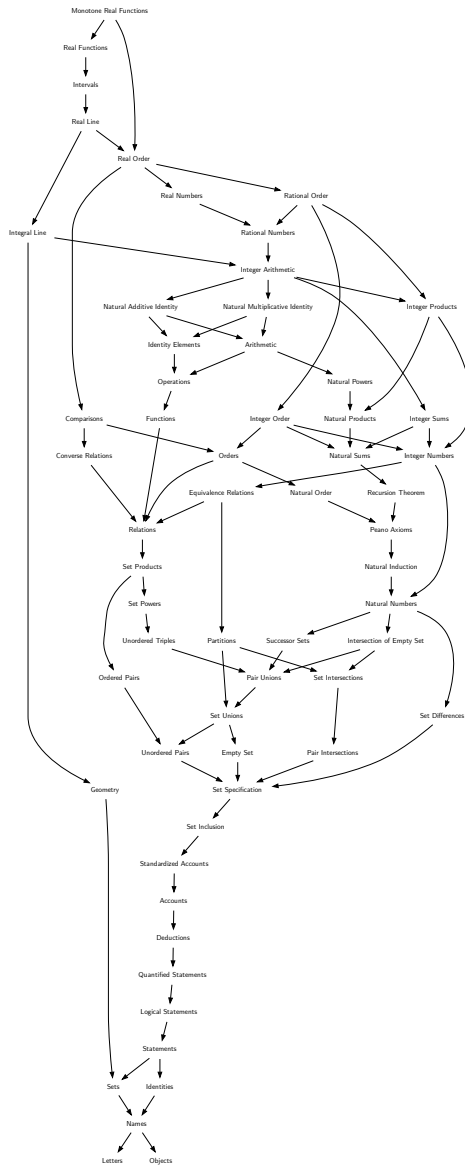 Monotone Real Functions
Real Functions
Intervals
Real Line
Real Order
Real Numbers
Rational Order
Integral Line
Rational Numbers
Integer Arithmetic
Natural Additive Identity
Natural Multiplicative Identity
Integer Products
Identity Elements
Arithmetic
Operations
Natural Powers
Comparisons
Functions
Integer Order
Natural Products
Integer Sums
Converse Relations
Orders
Natural Sums
Integer Numbers
Equivalence Relations
Natural Order
Recursion Theorem
Relations
Peano Axioms
Set Products
Natural Induction
Set Powers
Natural Numbers
Unordered Triples
Partitions
Successor Sets
Intersection of Empty Set
Ordered Pairs
Pair Unions
Set Intersections
Set Unions
Set Differences
Unordered Pairs
Empty Set
Pair Intersections
Geometry
Set Specification
Set Inclusion
Standardized Accounts
Accounts
Deductions
Quantified Statements
Logical Statements
Statements
Sets
Identities
Names
Letters
Objects